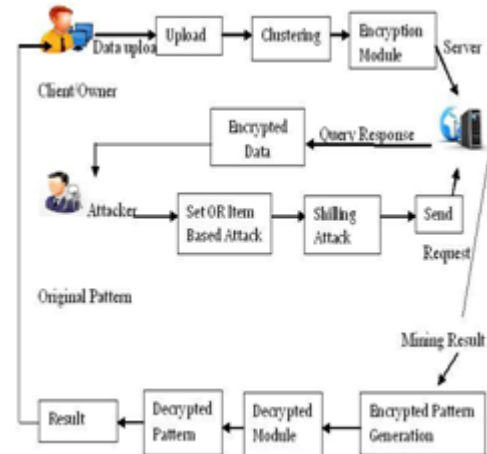 Data uploa
Upload
Clustering
Encryption
Module
Server
Client/Owner
Encrypted
Data
Query Response
Attacker
Set OR Item
Based Attack
Shilling
Attack
Send
Request
Original Pattern
Mining Result
Result
Decrypted
Pattern
Decrypted
Module
Encrypted Pattern
Generation